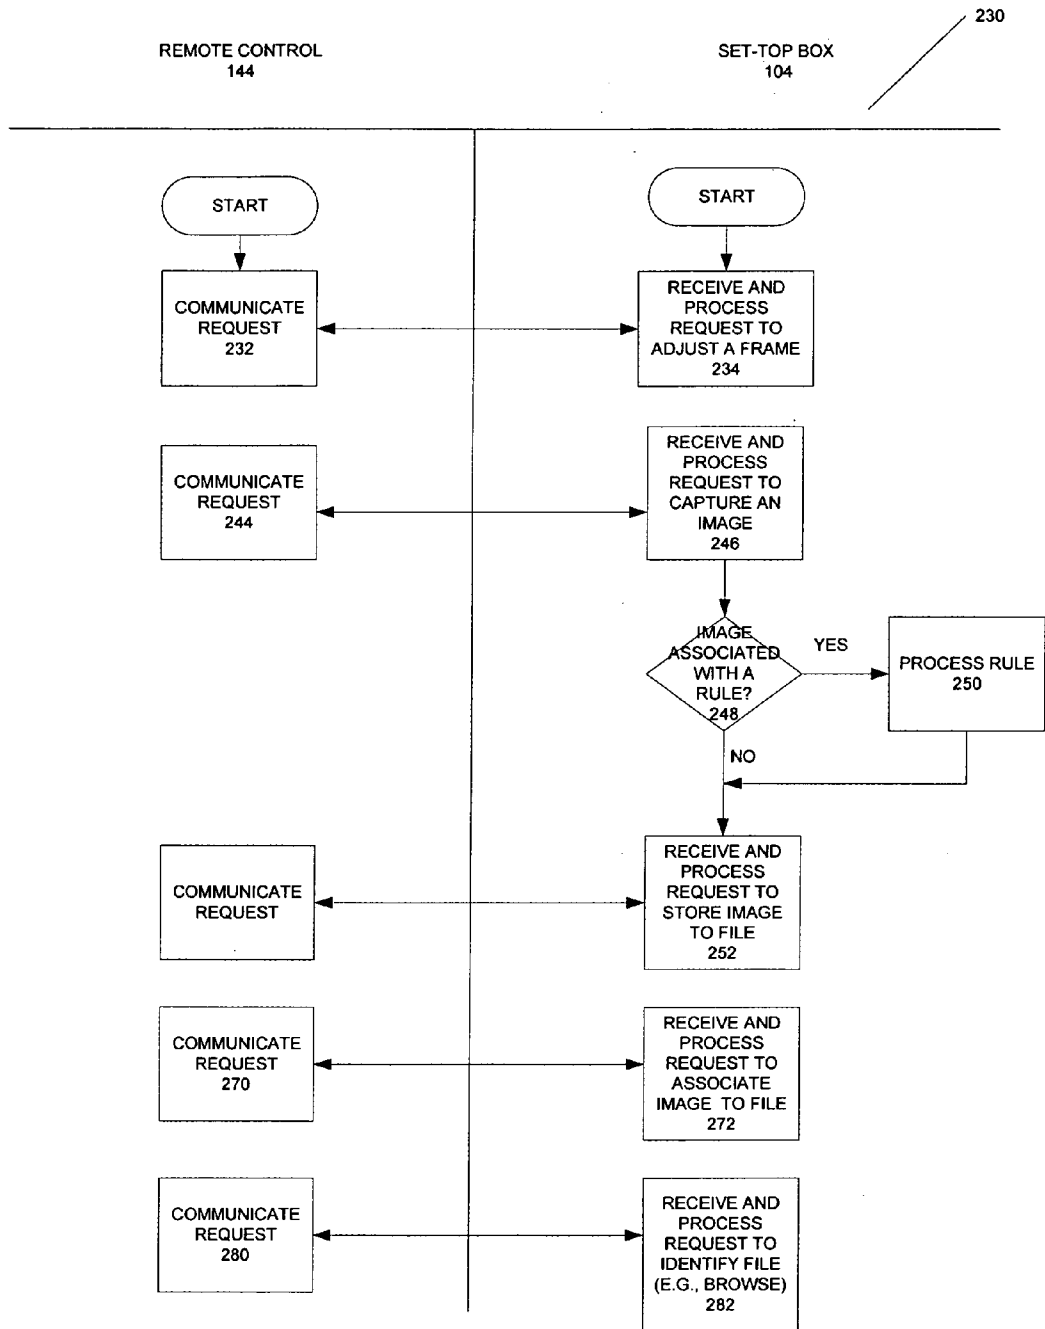 230
REMOTE CONTROL
144
SET-TOP BOX
104
START
START
COMMUNICATE
REQUEST
232
RECEIVE AND
PROCESS
REQUEST TO
ADJUST A FRAME
234
COMMUNICATE
REQUEST
244
RECEIVE AND
PROCESS
REQUEST TO
CAPTURE AN
IMAGE
246
IMAGE
ASSOCIATED
WITH A
RULE?
248
YES
PROCESS RULE
250
NO
COMMUNICATE
REQUEST
RECEIVE AND
PROCESS
REQUEST TO
STORE IMAGE
TO FILE
252
COMMUNICATE
REQUEST
270
RECEIVE AND
PROCESS
REQUEST TO
ASSOCIATE
IMAGE TO FILE
272
COMMUNICATE
REQUEST
280
RECEIVE AND
PROCESS
REQUEST TO
IDENTIFY FILE
(E.G., BROWSE)
282